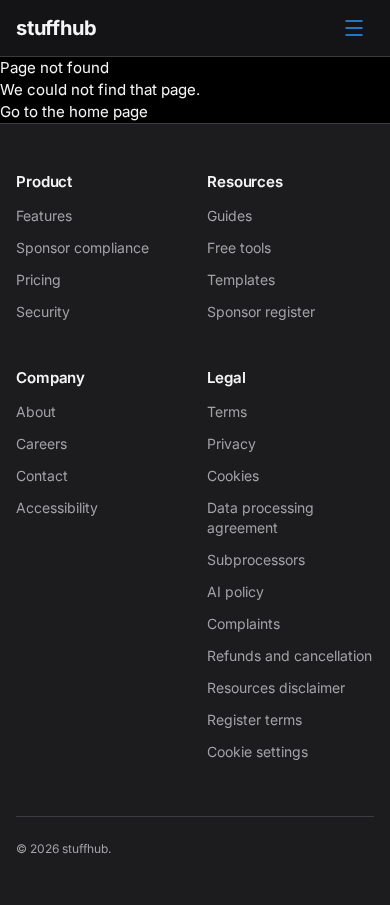 stuffhub
Page not found
We could not find that page.
Go to the home page
Product
Features
Sponsor compliance
Pricing
Security
Resources
Guides
Free tools
Templates
Sponsor register
Company
About
Careers
Contact
Accessibility
Legal
Terms
Privacy
Cookies
Data processing
agreement
Subprocessors
AI policy
Complaints
Refunds and cancellation
Resources disclaimer
Register terms
Cookie settings
© 2026 stuffhub.